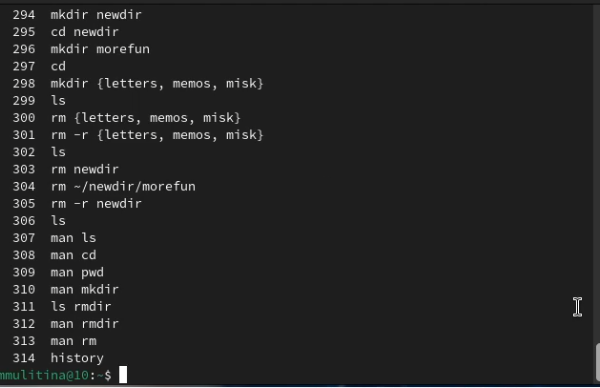 294 mkdir newdir
295 cd newdir
296 mkdir morefun
297 cd
298 mkdir {letters, memos, misk}
299 ls
300 rm {letters, memos, misk}
301 rm -r {letters, memos, misk}
302 ls
303 rm newdir
304 rm ~/newdir/morefun
305 rm -r newdir
306 ls
307 man ls
308 man cd
309 man pwd
310 man mkdir
311 ls rmdir
312 man rmdir
313 man rm
314 history
mmulitina@10:~$